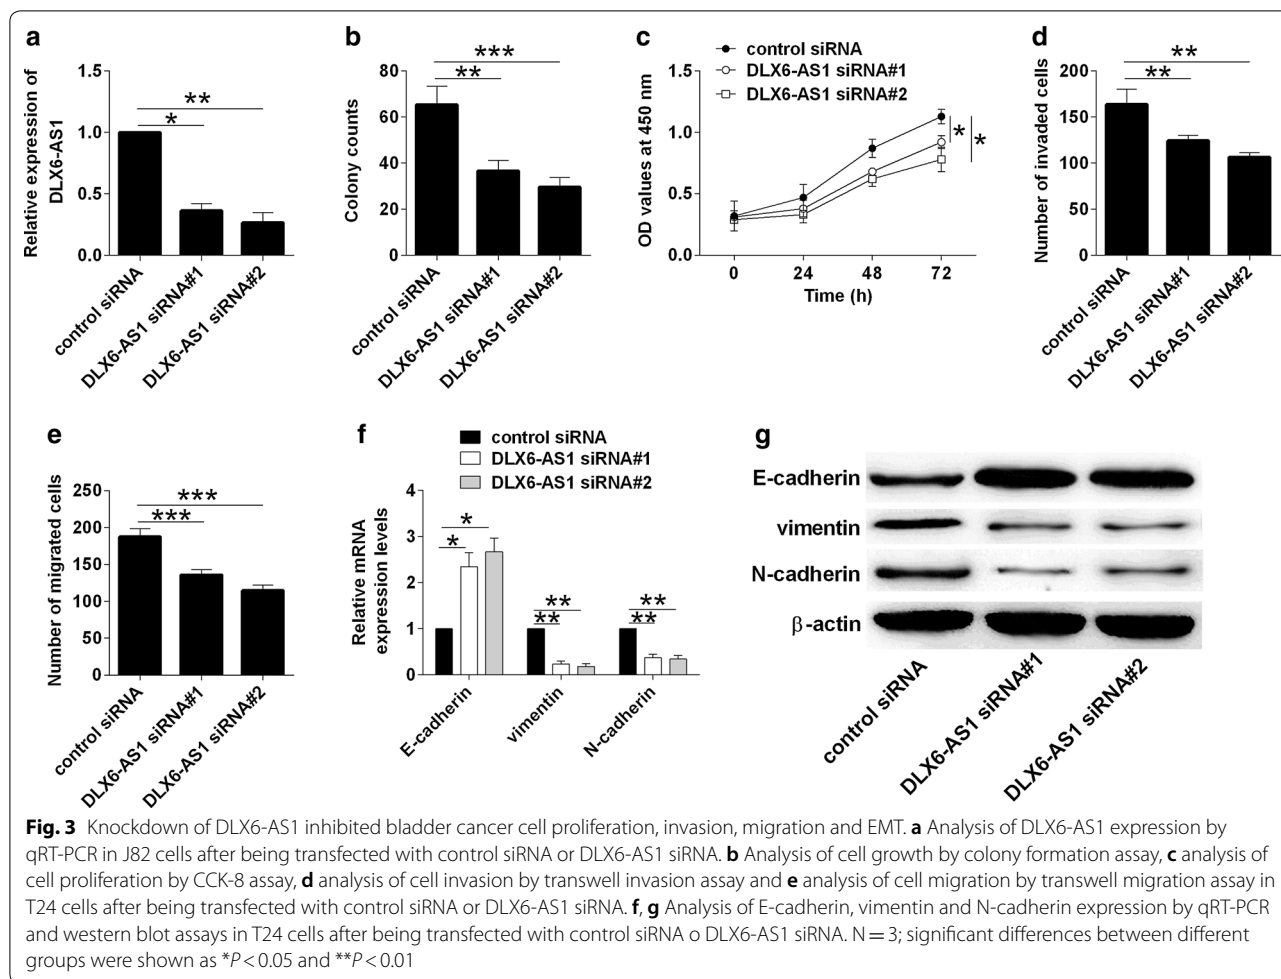 a
Relative expression of
DLX6-AS1
1.5
1.0
0.5
0.0
**
*
control siRNA
DLX6-AS1 siRNA#1
DLX6-AS1 siRNA#2
b
Colony counts
80
60
40
20
0
***
**
control siRNA
DLX6-AS1 siRNA#1
DLX6-AS1 siRNA#2
c
control siRNA
DLX6-AS1 siRNA#1
DLX6-AS1 siRNA#2
OD values at 450 nm
1.5
1.0
0.5
0.0
* *
0 24 48 72
Time (h)
d
Number of invaded cells
200
150
100
50
0
**
**
control siRNA
DLX6-AS1 siRNA#1
DLX6-AS1 siRNA#2
e
Number of migrated cells
250
200
150
100
50
0
***
***
control siRNA
DLX6-AS1 siRNA#1
DLX6-AS1 siRNA#2
f
control siRNA
DLX6-AS1 siRNA#1
DLX6-AS1 siRNA#2
Relative mRNA
expression levels
4
3
2
1
0
*
*
**
**
**
**
E-cadherin
vimentin
N-cadherin
g
E-cadherin
vimentin
N-cadherin
β-actin
control siRNA
DLX6-AS1 siRNA#1
DLX6-AS1 siRNA#2
Fig. 3 Knockdown of DLX6-AS1 inhibited bladder cancer cell proliferation, invasion, migration and EMT. a Analysis of DLX6-AS1 expression by
qRT-PCR in J82 cells after being transfected with control siRNA or DLX6-AS1 siRNA. b Analysis of cell growth by colony formation assay, c analysis of
cell proliferation by CCK-8 assay, d analysis of cell invasion by transwell invasion assay and e analysis of cell migration by transwell migration assay in
T24 cells after being transfected with control siRNA or DLX6-AS1 siRNA. f, g Analysis of E-cadherin, vimentin and N-cadherin expression by qRT-PCR
and western blot assays in T24 cells after being transfected with control siRNA o DLX6-AS1 siRNA. N = 3; significant differences between different
groups were shown as *P < 0.05 and **P < 0.01